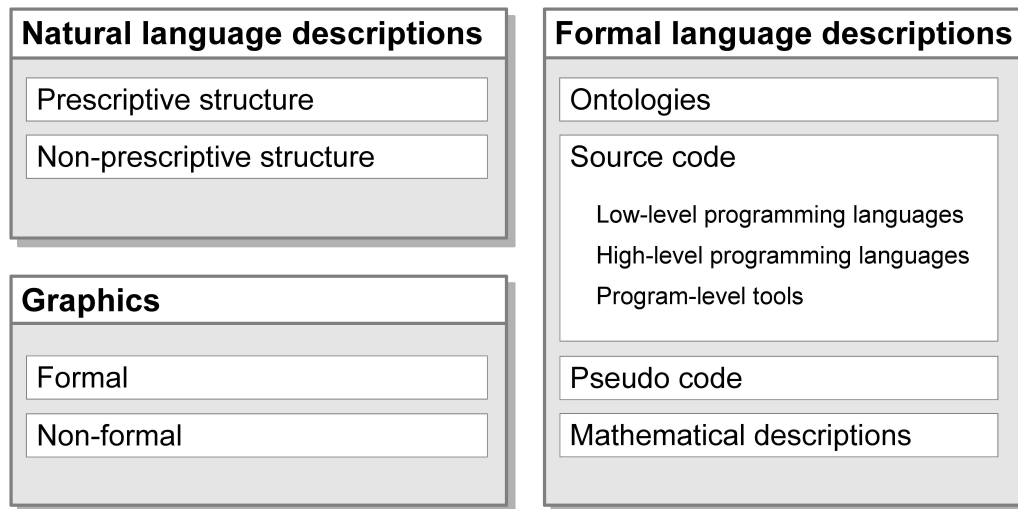 Natural language descriptions
Prescriptive structure
Non-prescriptive structure
Graphics
Formal
Non-formal
Formal language descriptions
Ontologies
Source code
Low-level programming languages
High-level programming languages
Program-level tools
Pseudo code
Mathematical descriptions